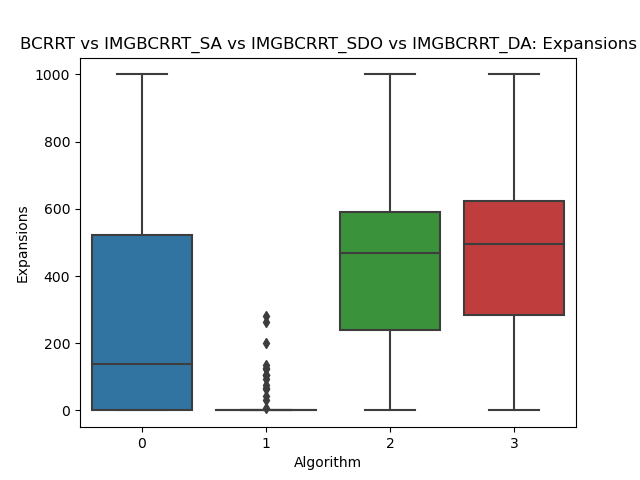 BCRRT vs IMGBCRRT_SA vs IMGBCRRT_SDO vs IMGBCRRT_DA: Expansions
1000
800
600
400
200
0
Expansions
0 1 2 3
Algorithm